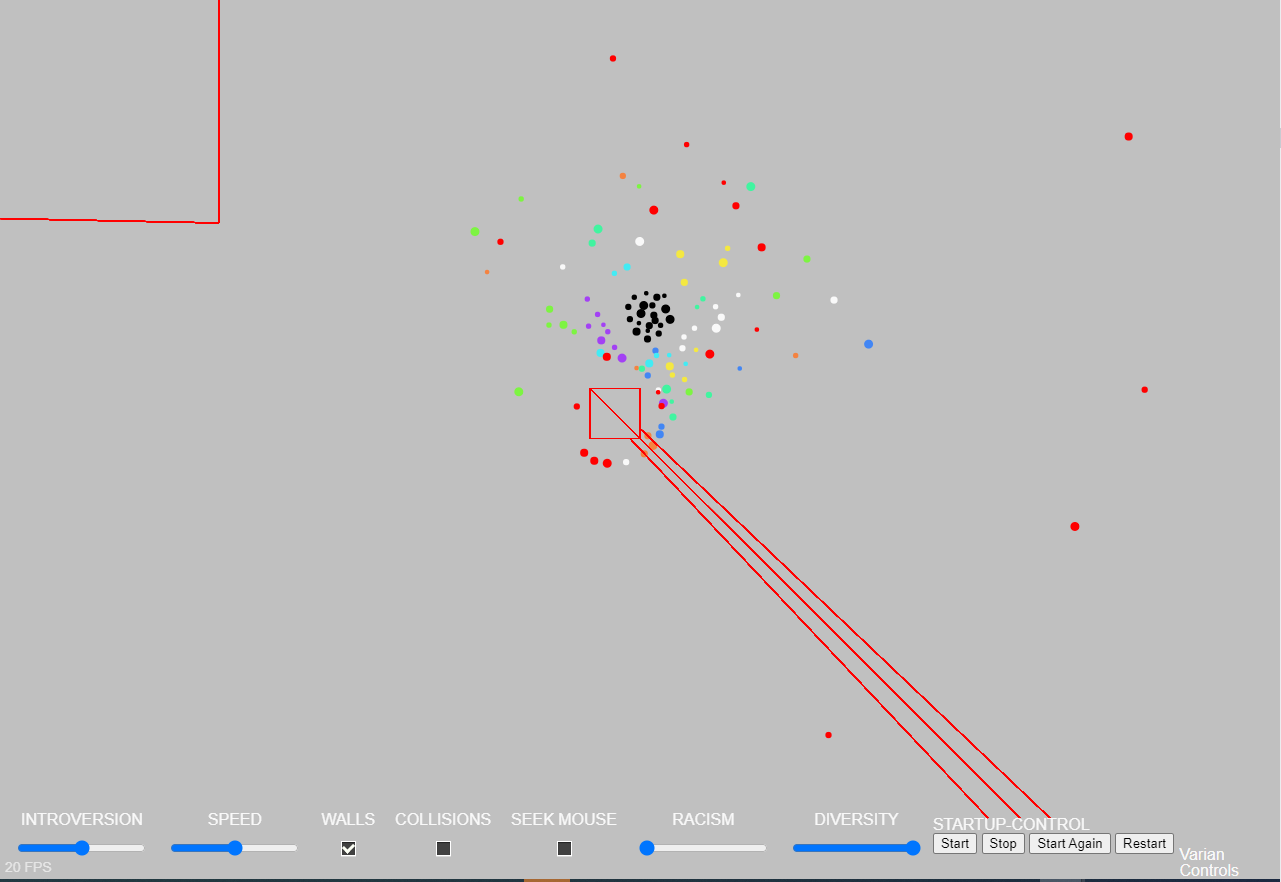 INTROVERSION SPEED WALLS COLLISIONS SEEK MOUSE RACISM DIVERSITY STARTUP-CONTROL
Start Stop Start Again Restart
Varian
Controls
20 FPS